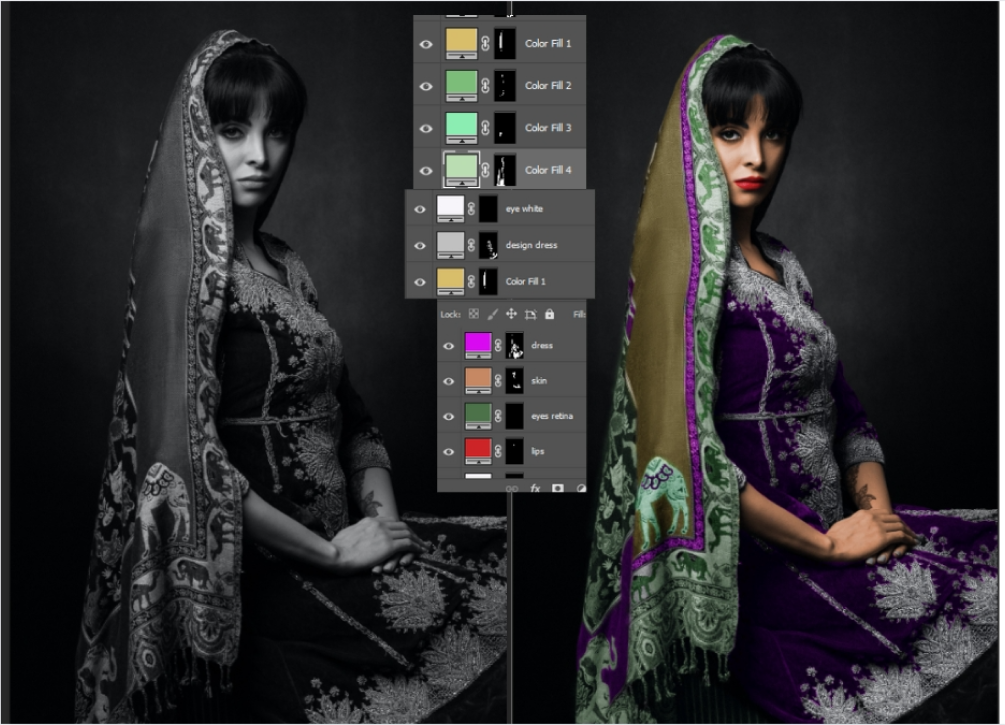 Color Fill 1
Color Fill 2
Color Fill 3
Color Fill 4
eye white
design dress
Color Fill 1
Lock: Fill:
dress
skin
eyes retina
lips
fx